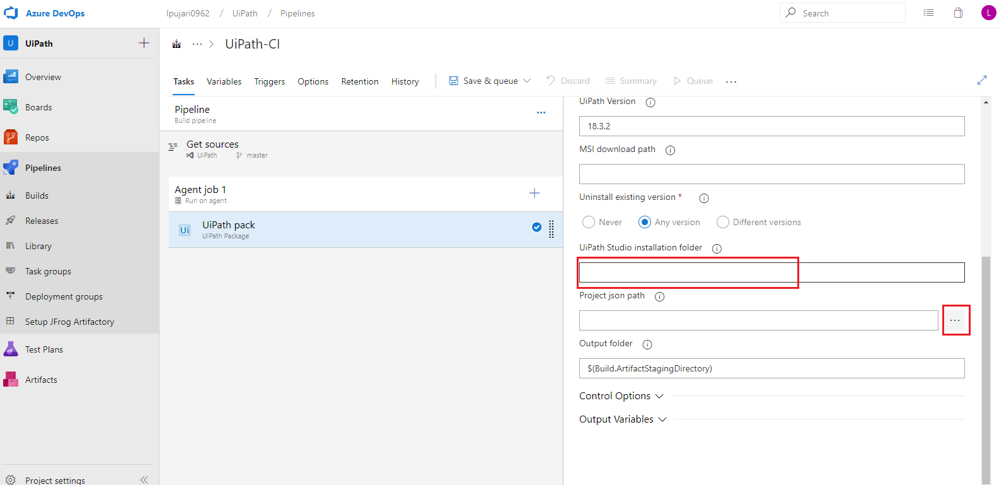 Azure DevOps
lpujari0962 / UiPath / Pipelines
Search
L
U UiPath
Overview
Boards
Repos
Pipelines
Builds
Releases
Library
Task groups
Deployment groups
Setup JFrog Artifactory
Test Plans
Artifacts
Project settings
··· > UiPath-CI
Tasks Variables Triggers Options Retention History Save & queue Discard Summary Queue ···
Pipeline
Build pipeline
Get sources
UiPath master
Agent job 1
Run on agent
Ui UiPath pack
UiPath Package
UiPath Version
18.3.2
MSI download path
Uninstall existing version *
Never Any version Different versions
UiPath Studio installation folder
Project json path
···
Output folder
$(Build.ArtifactStagingDirectory)
Control Options
Output Variables